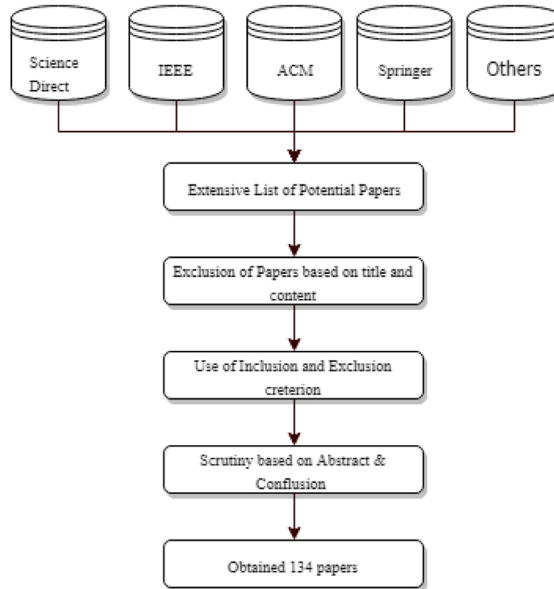 Science
Direct
IEEE
ACM
Springer
Others
Extensive List of Potential Papers
Exclusion of Papers based on title and
content
Use of Inclusion and Exclusion
creterion
Scrutiny based on Abstract &
Conflusion
Obtained 134 papers